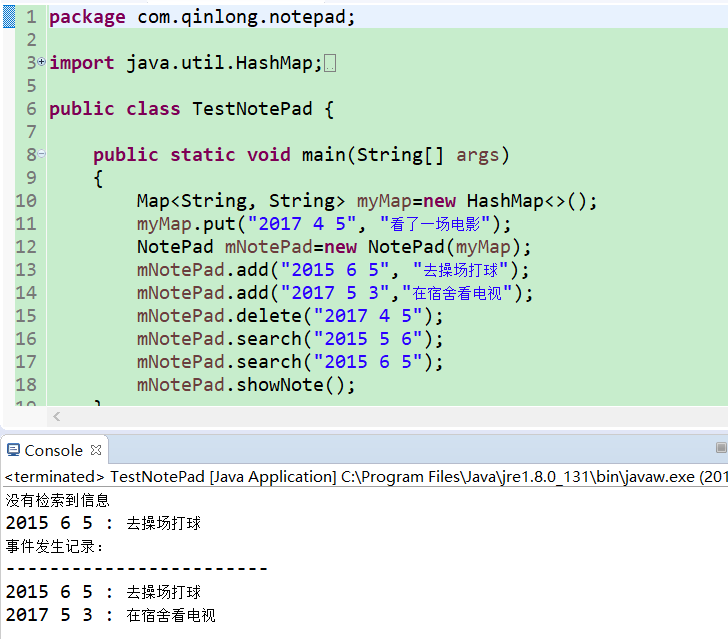 1 package com.qinlong.notepad;
2
3 import java.util.HashMap;
5
6 public class TestNotePad {
7
8 public static void main(String[] args)
9 {
10 Map<String, String> myMap=new HashMap<>();
11 myMap.put("2017 4 5", "看了一场电影");
12 NotePad mNotePad=new NotePad(myMap);
13 mNotePad.add("2015 6 5", "去操场打球");
14 mNotePad.add("2017 5 3","在宿舍看电视");
15 mNotePad.delete("2017 4 5");
16 mNotePad.search("2015 5 6");
17 mNotePad.search("2015 6 5");
18 mNotePad.showNote();
Console
<terminated> TestNotePad [Java Application] C:\Program Files\Java\jre1.8.0_131\bin\javaw.exe (201
没有检索到信息
2015 6 5 : 去操场打球
事件发生记录:
------------------------
2015 6 5 : 去操场打球
2017 5 3 : 在宿舍看电视